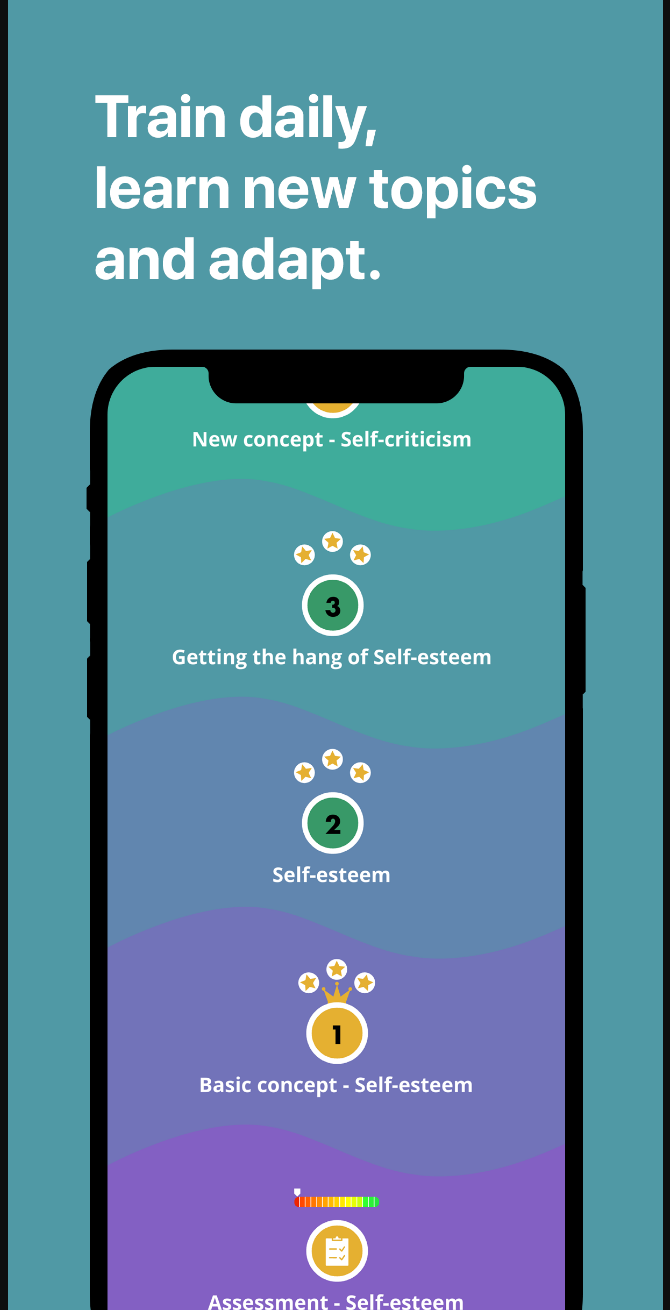 Train daily,
learn new topics
and adapt.
New concept - Self-criticism
3
Getting the hang of Self-esteem
2
Self-esteem
1
Basic concept - Self-esteem
Assessment - Self-esteem